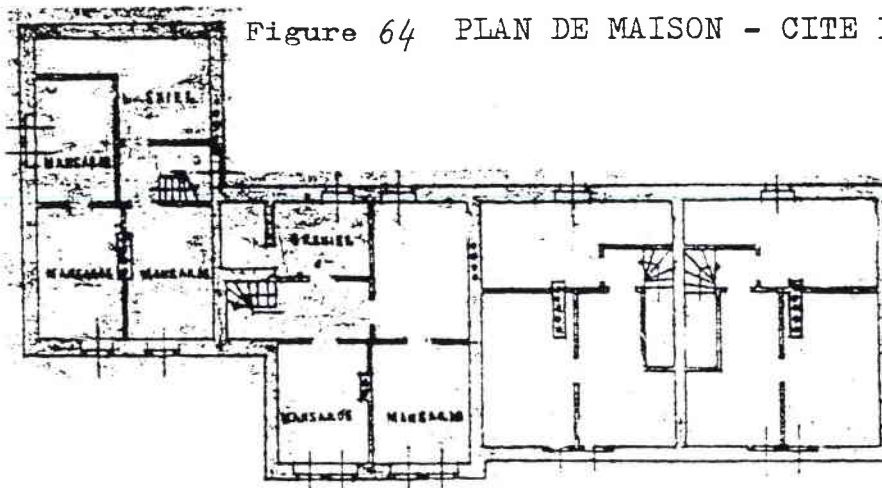 Figure 64 PLAN DE MAISON - CITE
GRENIER
MANSARDE
MANSARDE MANSARDE
GRENIER
MANSARDE MANSARDE